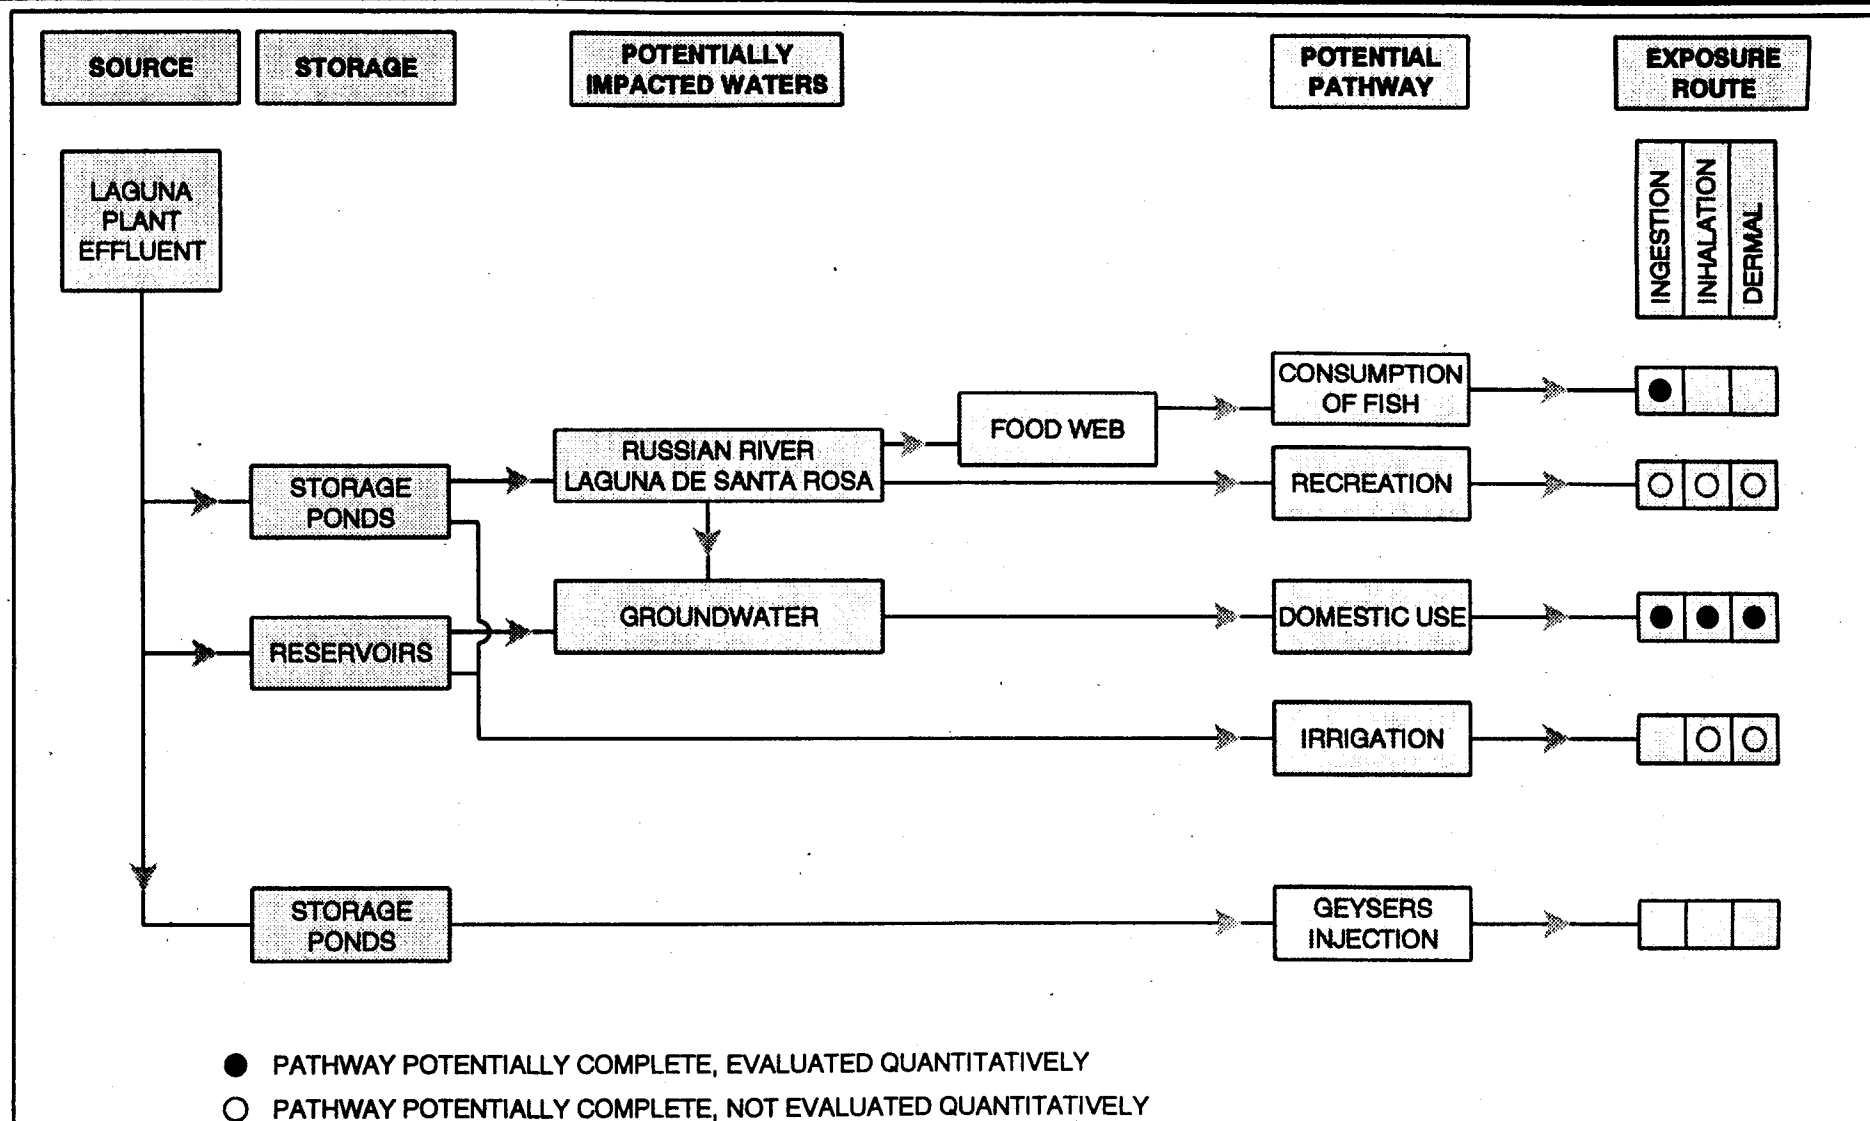 SOURCE
STORAGE
POTENTIALLY
IMPACTED WATERS
POTENTIAL
PATHWAY
EXPOSURE
ROUTE
LAGUNA
PLANT
EFFLUENT
INGESTION
INHALATION
DERMAL
CONSUMPTION
OF FISH
FOOD WEB
RUSSIAN RIVER
LAGUNA DE SANTA ROSA
RECREATION
STORAGE
PONDS
GROUNDWATER
DOMESTIC USE
RESERVOIRS
IRRIGATION
STORAGE
PONDS
GEYSERS
INJECTION
PATHWAY POTENTIALLY COMPLETE, EVALUATED QUANTITATIVELY
PATHWAY POTENTIALLY COMPLETE, NOT EVALUATED QUANTITATIVELY